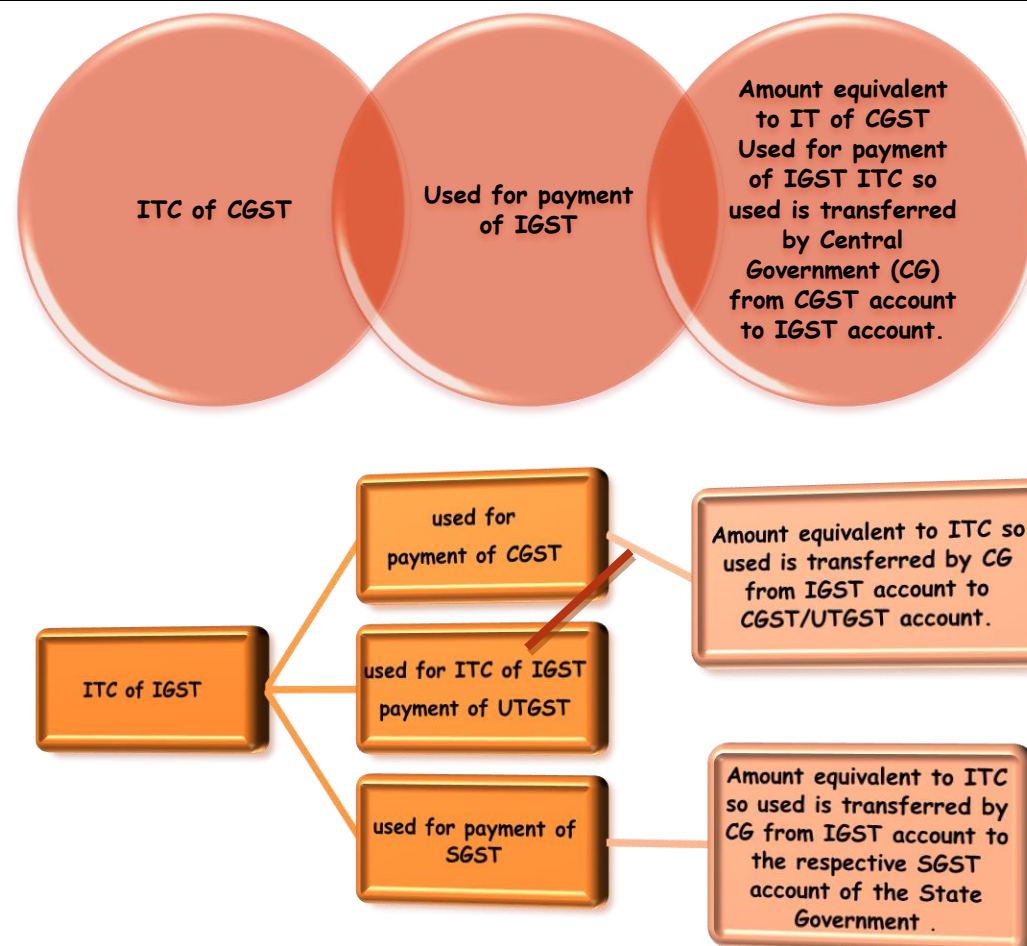 ITC of CGST
Used for payment
of IGST
Amount equivalent
to IT of CGST
Used for payment
of IGST ITC so
used is transferred
by Central
Government (CG)
from CGST account
to IGST account.
ITC of IGST
used for
payment of CGST
used for ITC of IGST
payment of UTGST
used for payment of
SGST
Amount equivalent to ITC so
used is transferred by CG
from IGST account to
CGST/UTGST account.
Amount equivalent to ITC
so used is transferred by
CG from IGST account to
the respective SGST
account of the State
Government .